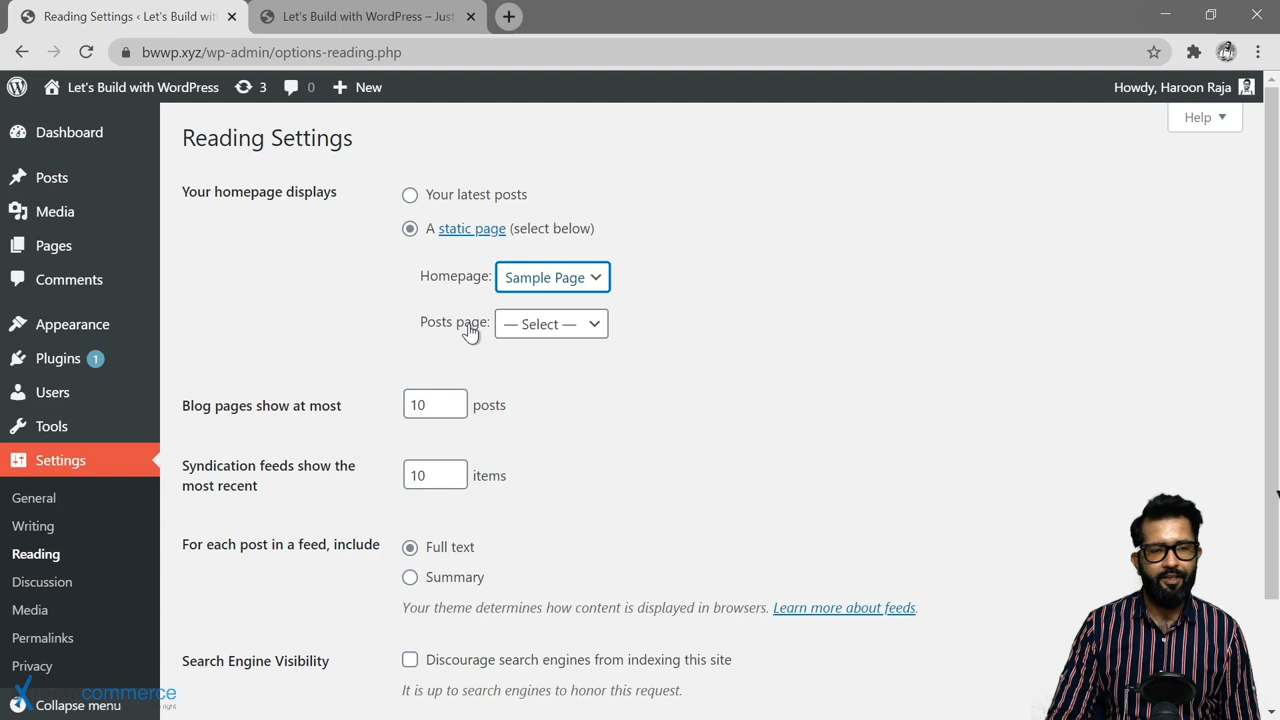 Reading Settings ‹ Let's Build with
Let's Build with WordPress – Just
bwwp.xyz/wp-admin/options-reading.php
Let's Build with WordPress 3 0 New Howdy, Haroon Raja
Help
Dashboard
Posts
Media
Pages
Comments
Appearance
Plugins 1
Users
Tools
Settings
General
Writing
Reading
Discussion
Media
Permalinks
Privacy
Collapse menu
commerce
right
Reading Settings
Your homepage displays
Your latest posts
A static page (select below)
Homepage: Sample Page
Posts page: — Select —
Blog pages show at most 10 posts
Syndication feeds show the
most recent
10 items
For each post in a feed, include
Full text
Summary
Your theme determines how content is displayed in browsers. Learn more about feeds.
Search Engine Visibility
Discourage search engines from indexing this site
It is up to search engines to honor this request.